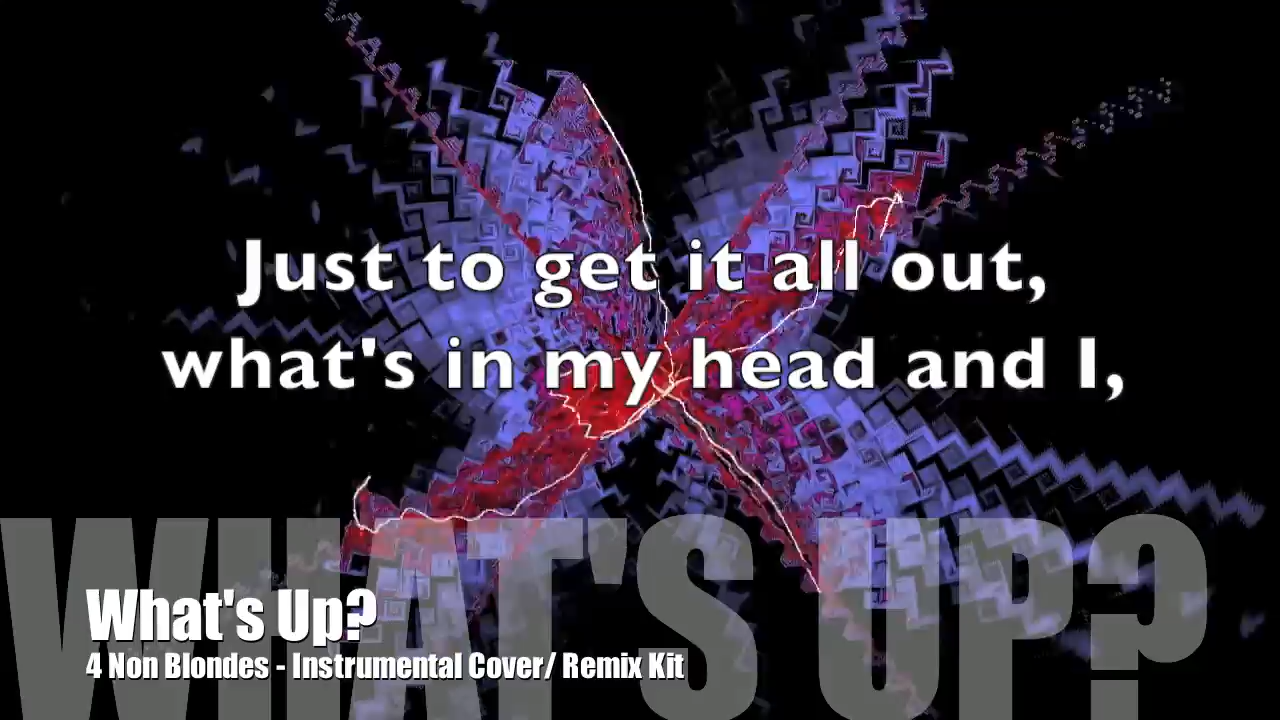 Just to get it all out,
what's in my head and I,
WHAT'S UP?
What's Up?
4 Non Blondes - Instrumental Cover/ Remix Kit